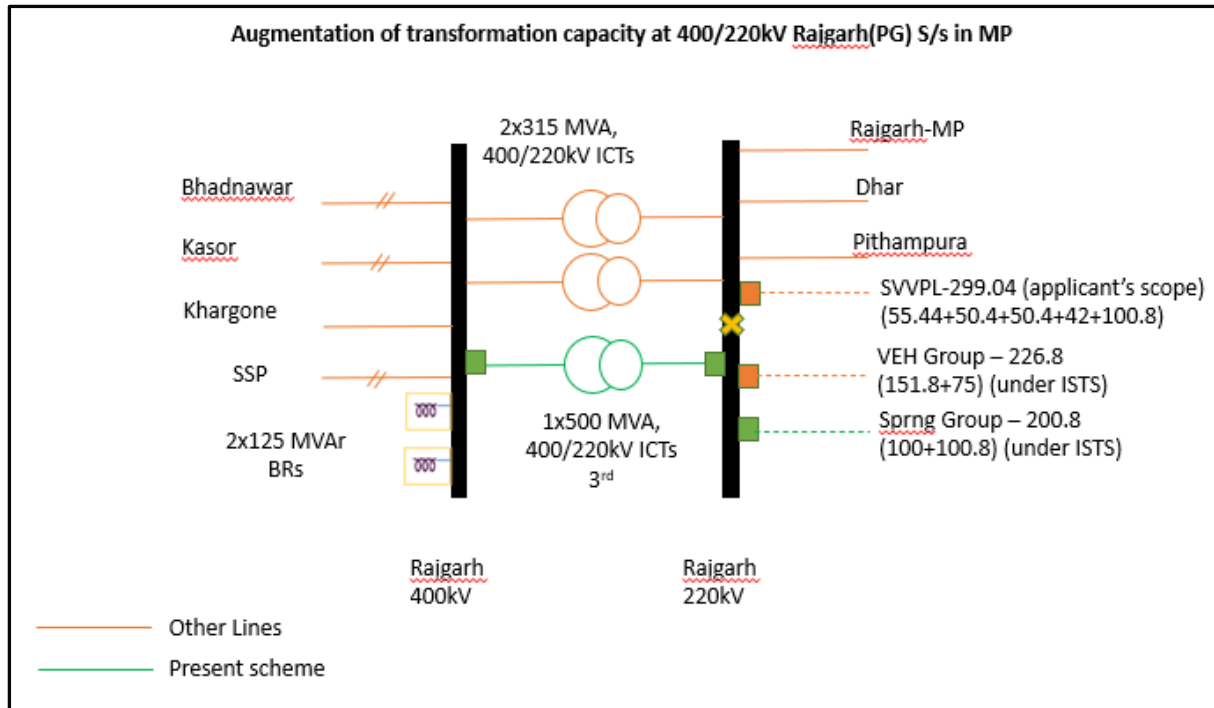 Augmentation of transformation capacity at 400/220kV Rajgarh(PG) S/s in MP
2x315 MVA,
400/220kV ICTs
Bhadnawar
Kasor
Khargone
SSP
2x125 MVAr
BRs
1x500 MVA,
400/220kV ICTs
3rd
Rajgarh-MP
Dhar
Pithampura
SVVPL-299.04 (applicant’s scope)
(55.44+50.4+50.4+42+100.8)
VEH Group – 226.8
(151.8+75) (under ISTS)
Sprng Group – 200.8
(100+100.8) (under ISTS)
Rajgarh
400kV
Rajgarh
220kV
Other Lines
Present scheme